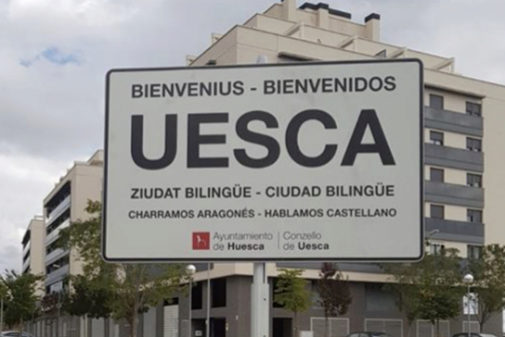 BIENVENIUS - BIENVENIDOS
UESCA
ZIUDAT BILINGÜE - CIUDAD BILINGÜE
CHARRAMOS ARAGONÉS - HABLAMOS CASTELLANO
Ayuntamiento de Huesca
Conzello de Uesca